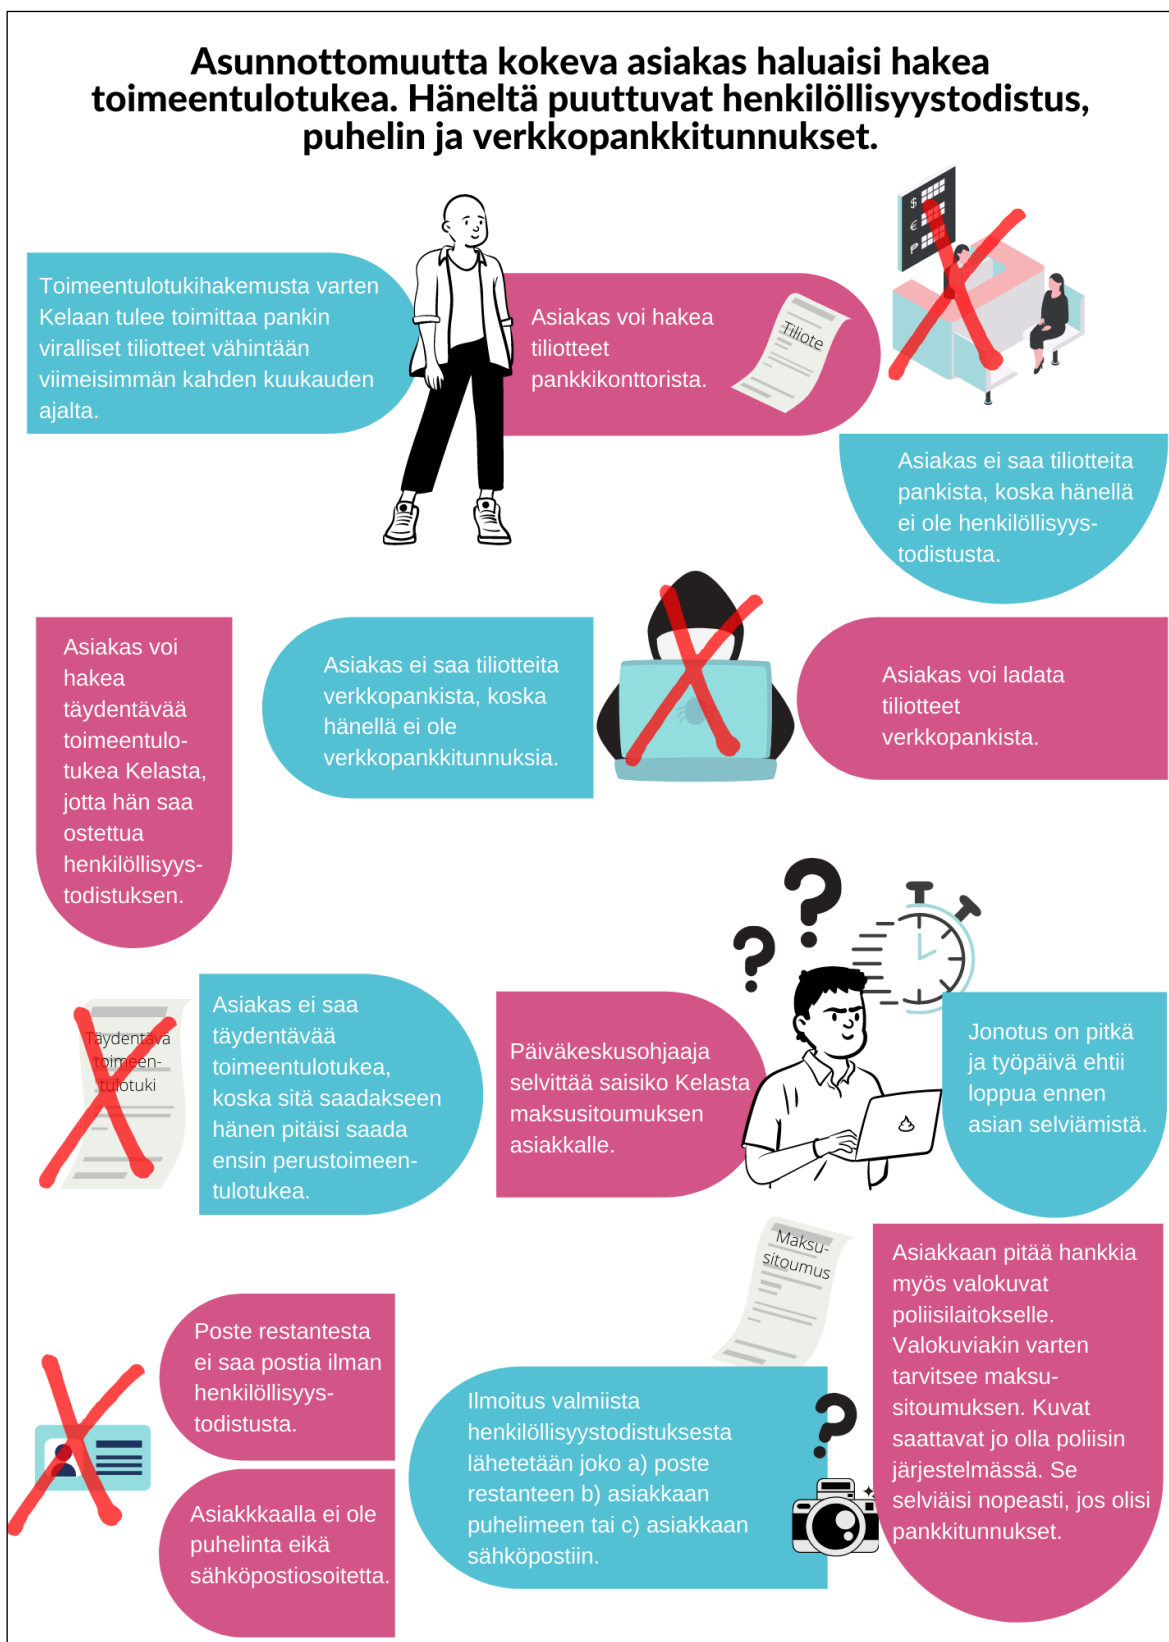 Asunnottomuutta kokeva asiakas haluaisi hakea
toimeentulotukea. Häneltä puuttuvat henkilöllisyystodistus,
puhelin ja verkkopankkitunnukset.
Toimeentulotukihakemusta varten
Kelaan tulee toimittaa pankin
viralliset tiliotteet vähintään
viimeisimmän kahden kuukauden
ajalta.
Asiakas voi hakea
tiliotteet
pankkikonttorista.
Tiliote
$
€
₱
Asiakas ei saa tiliotteita
pankista, koska hänellä
ei ole henkilöllisyys-
todistusta.
Asiakas voi ladata
tiliotteet
verkkopankista.
Asiakas ei saa tiliotteita
verkkopankista, koska
hänellä ei ole
verkkopankkitunnuksia.
Asiakas voi
hakea
täydentävää
toimeentulo-
tukea Kelasta,
jotta hän saa
ostettua
henkilöllisyys-
todistuksen.
Täydentävä
toimeen-
tulotuki
Asiakas ei saa
täydentävää
toimeentulotukea,
koska sitä saadakseen
hänen pitäisi saada
ensin perustoimeen-
tulotukea.
Päiväkeskusohjaaja
selvittää saisiko Kelasta
maksusitoumuksen
asiakkalle.
? ?
Jonotus on pitkä
ja työpäivä ehtii
loppua ennen
asian selviämistä.
Maksu-
sitoumus
Asiakkaan pitää hankkia
myös valokuvat
poliisilaitokselle.
Valokuviakin varten
tarvitsee maksu-
sitoumuksen. Kuvat
saattavat jo olla poliisin
järjestelmässä. Se
selviäisi nopeasti, jos olisi
pankkitunnukset.
?
Ilmoitus valmiista
henkilöllisyystodistuksesta
lähetetään joko a) poste
restanteen b) asiakkaan
puhelimeen tai c) asiakkaan
sähköpostiin.
Poste restantesta
ei saa postia ilman
henkilöllisyys-
todistusta.
Asiakkkaalla ei ole
puhelinta eikä
sähköpostiosoitetta.